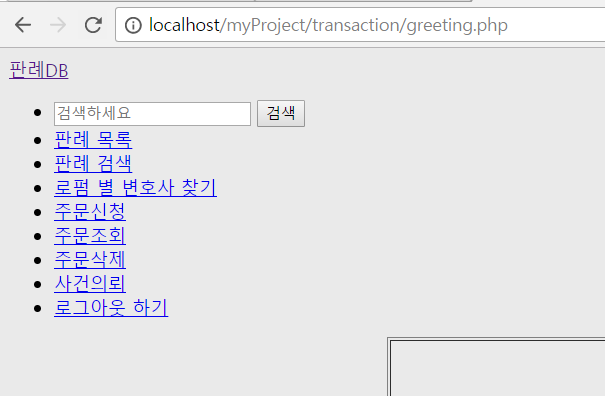 localhost/myProject/transaction/greeting.php
판례DB
검색하세요 검색
판례 목록
판례 검색
로펌 별 변호사 찾기
주문신청
주문조회
주문삭제
사건의뢰
로그아웃 하기